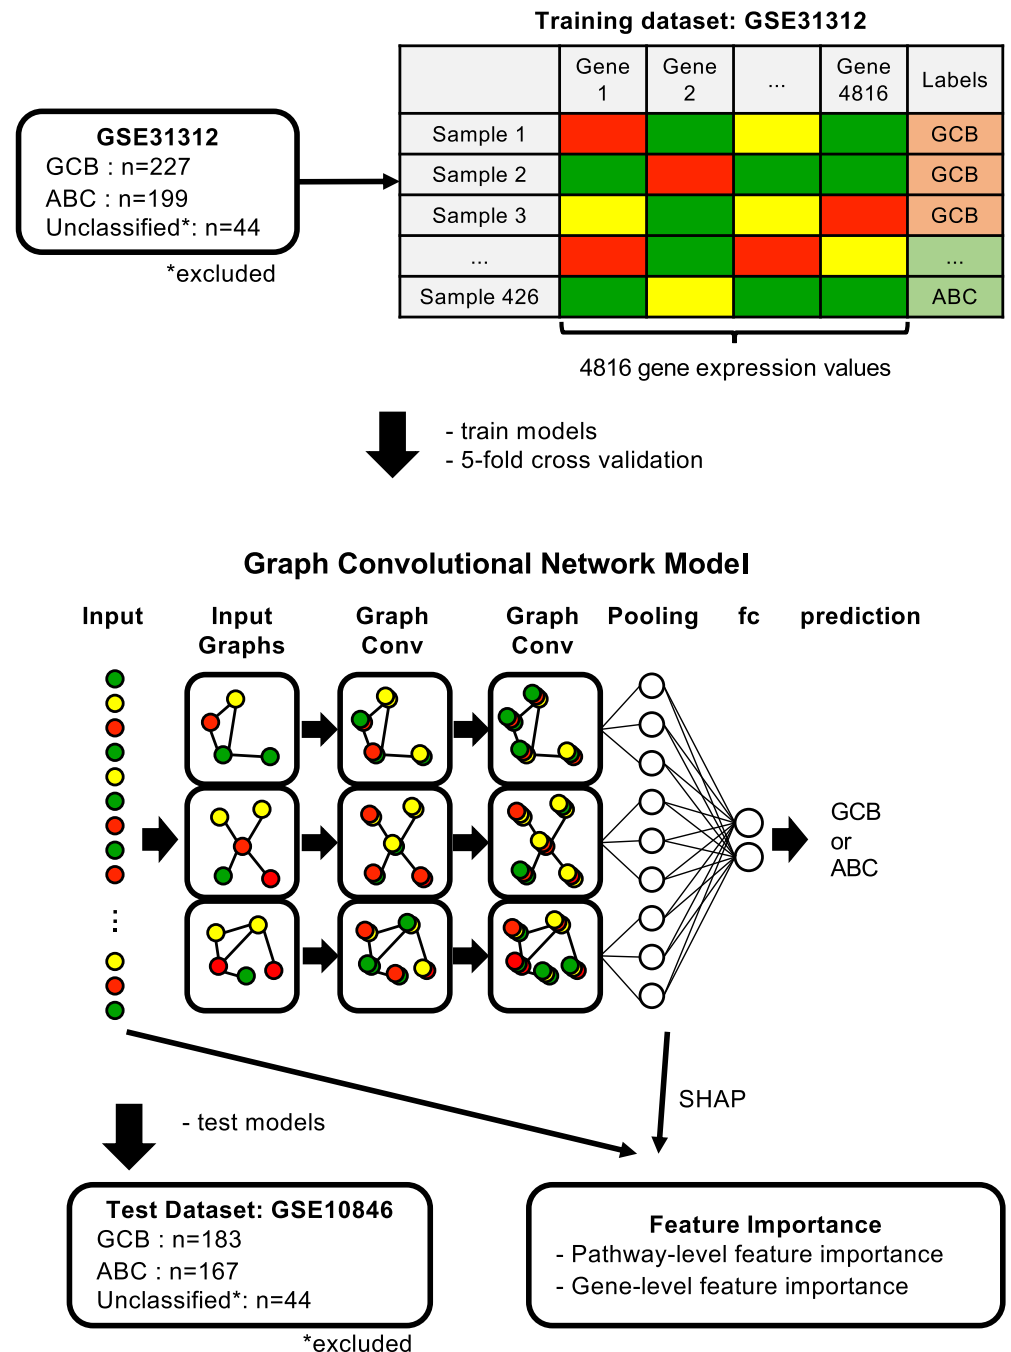 Training dataset: GSE31312
Gene 1
Gene 2
...
Gene 4816
Labels
GSE31312
GCB : n=227
ABC : n=199
Unclassified*: n=44
*excluded
Sample 1
GCB
Sample 2
GCB
Sample 3
GCB
...
...
Sample 426
ABC
4816 gene expression values
- train models
- 5-fold cross validation
Graph Convolutional Network Model
Input
Input Graphs
Graph Conv
Graph Conv
Pooling
fc
prediction
...
GCB
or
ABC
SHAP
- test models
Test Dataset: GSE10846
GCB : n=183
ABC : n=167
Unclassified*: n=44
*excluded
Feature Importance
- Pathway-level feature importance
- Gene-level feature importance